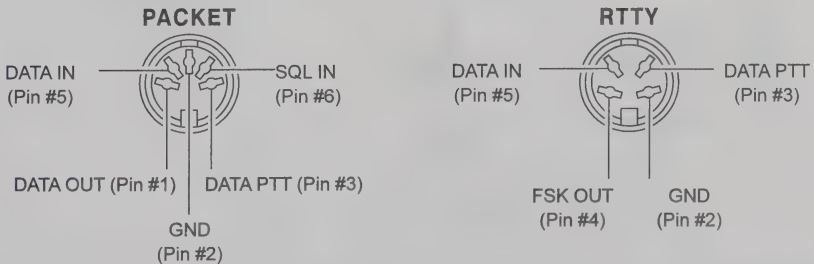 PACKET
DATA IN
(Pin #5)
SQL IN
(Pin #6)
DATA OUT (Pin #1)
DATA PTT (Pin #3)
GND
(Pin #2)
RTTY
DATA IN
(Pin #5)
DATA PTT
(Pin #3)
FSK OUT
(Pin #4)
GND
(Pin #2)